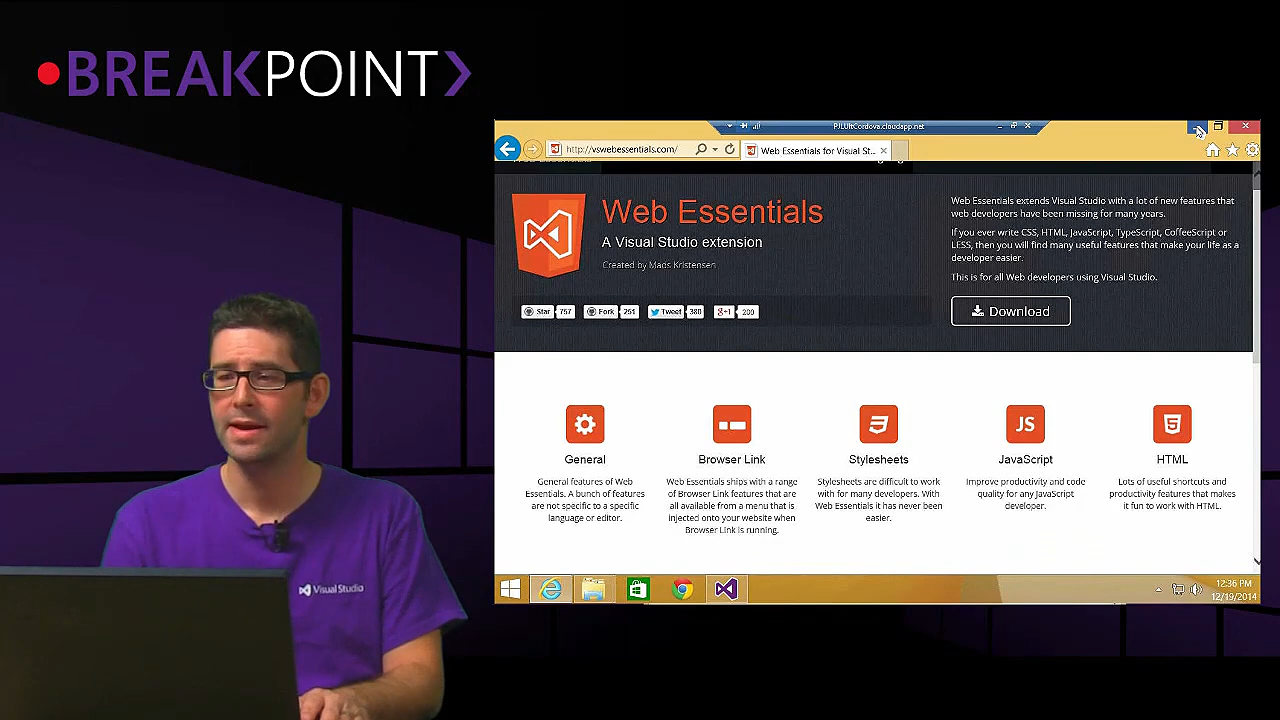 BREAKPOINT
PJLUltCordova.cloudapp.net
http://vswebessentials.com/
Web Essentials for Visual St...
Web Essentials
A Visual Studio extension
Created by Mads Kristensen
Star 757 Fork 251 Tweet 380 g+1 200
Web Essentials extends Visual Studio with a lot of new features that
web developers have been missing for many years.
If you ever write CSS, HTML, JavaScript, TypeScript, CoffeeScript or
LESS, then you will find many useful features that make your life as a
developer easier.
This is for all Web developers using Visual Studio.
Download
General
General features of Web
Essentials. A bunch of features
are not specific to a specific
language or editor.
Browser Link
Web Essentials ships with a range
of Browser Link features that are
all available from a menu that is
injected onto your website when
Browser Link is running.
Stylesheets
Stylesheets are difficult to work
with for many developers. With
Web Essentials it has never been
easier.
JS
JavaScript
Improve productivity and code
quality for any JavaScript
developer.
HTML
Lots of useful shortcuts and
productivity features that makes
it fun to work with HTML.
12:36 PM
12/19/2014
Visual Studio